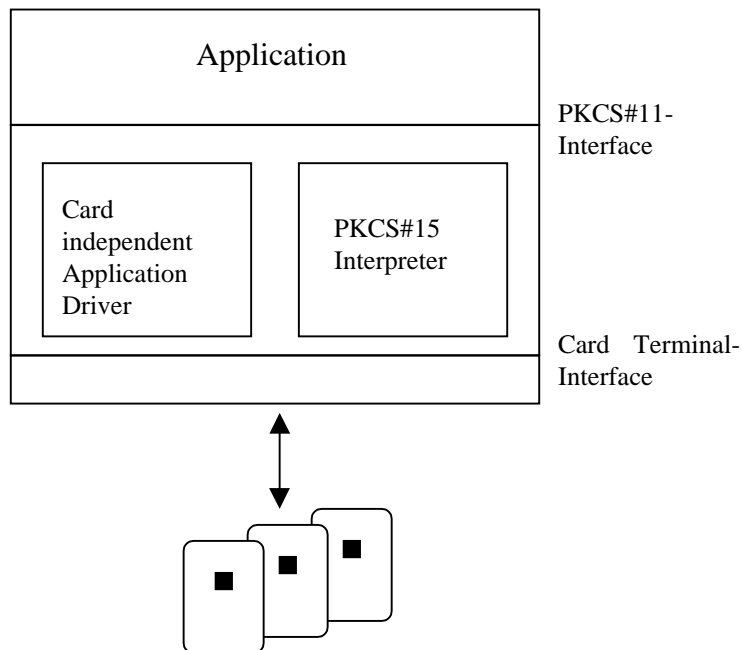 Application
PKCS#11-
Interface
Card
independent
Application
Driver
PKCS#15
Interpreter
Card Terminal-
Interface